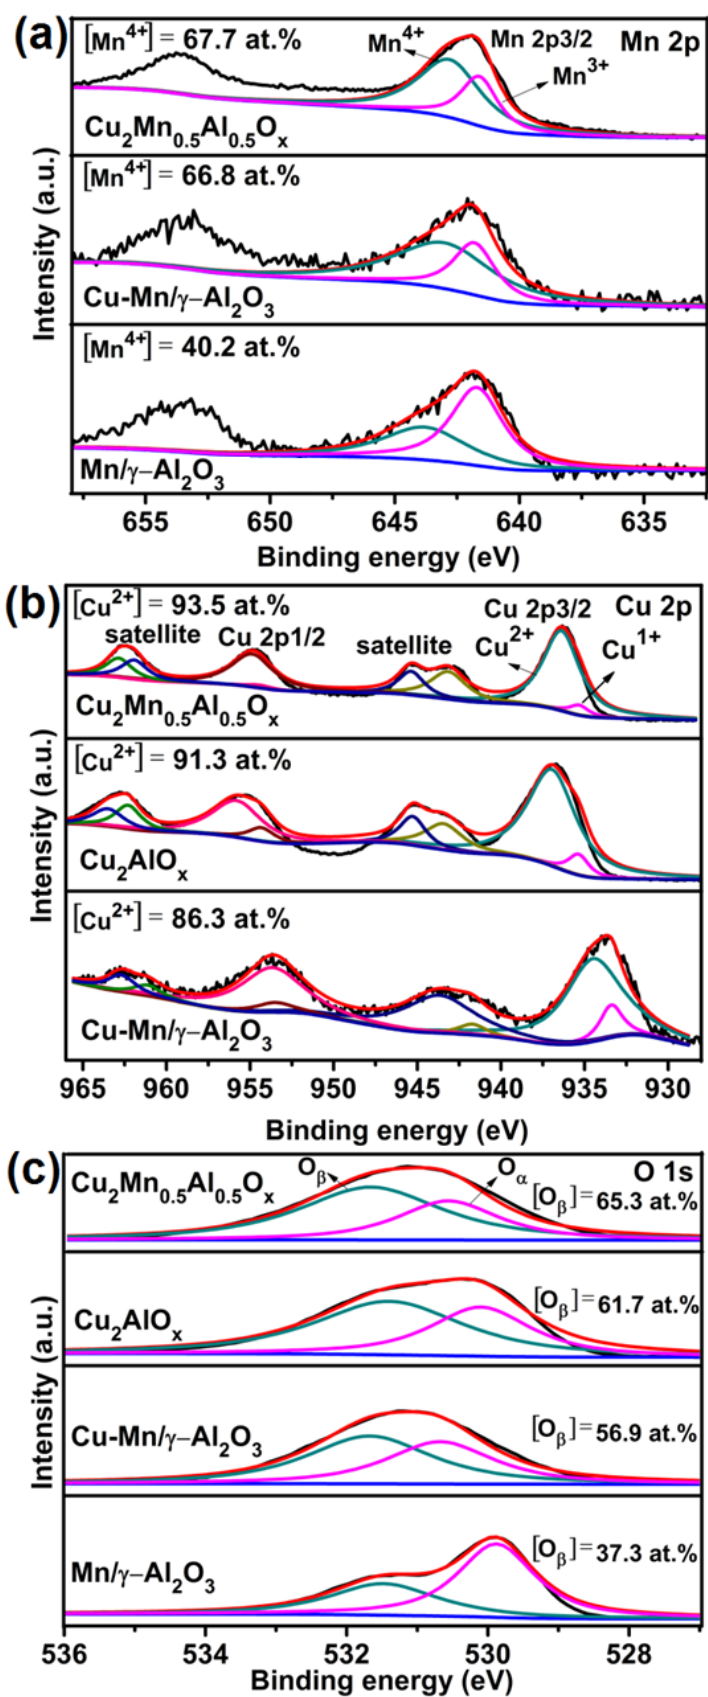 (a)
[Mn⁴⁺] = 67.7 at.%
Mn⁴⁺
Mn 2p3/2
Mn 2p
Mn³⁺
Cu₂Mn₀.₅Al₀.₅Oₓ
[Mn⁴⁺] = 66.8 at.%
Cu-Mn/γ–Al₂O₃
[Mn⁴⁺] = 40.2 at.%
Mn/γ–Al₂O₃
Intensity (a.u.)
655 650 645 640 635
Binding energy (eV)
(b)
[Cu²⁺] = 93.5 at.%
Cu 2p3/2
Cu 2p
satellite
Cu 2p1/2
satellite
Cu²⁺
Cu¹⁺
Cu₂Mn₀.₅Al₀.₅Oₓ
[Cu²⁺] = 91.3 at.%
Cu₂AlOₓ
[Cu²⁺] = 86.3 at.%
Cu-Mn/γ–Al₂O₃
Intensity (a.u.)
965 960 955 950 945 940 935 930
Binding energy (eV)
(c)
Cu₂Mn₀.₅Al₀.₅Oₓ
Oᵦ
Oα
O 1s
[Oᵦ] = 65.3 at.%
Cu₂AlOₓ
[Oᵦ] = 61.7 at.%
Cu-Mn/γ–Al₂O₃
[Oᵦ] = 56.9 at.%
Mn/γ–Al₂O₃
[Oᵦ] = 37.3 at.%
Intensity (a.u.)
536 534 532 530 528
Binding energy (eV)